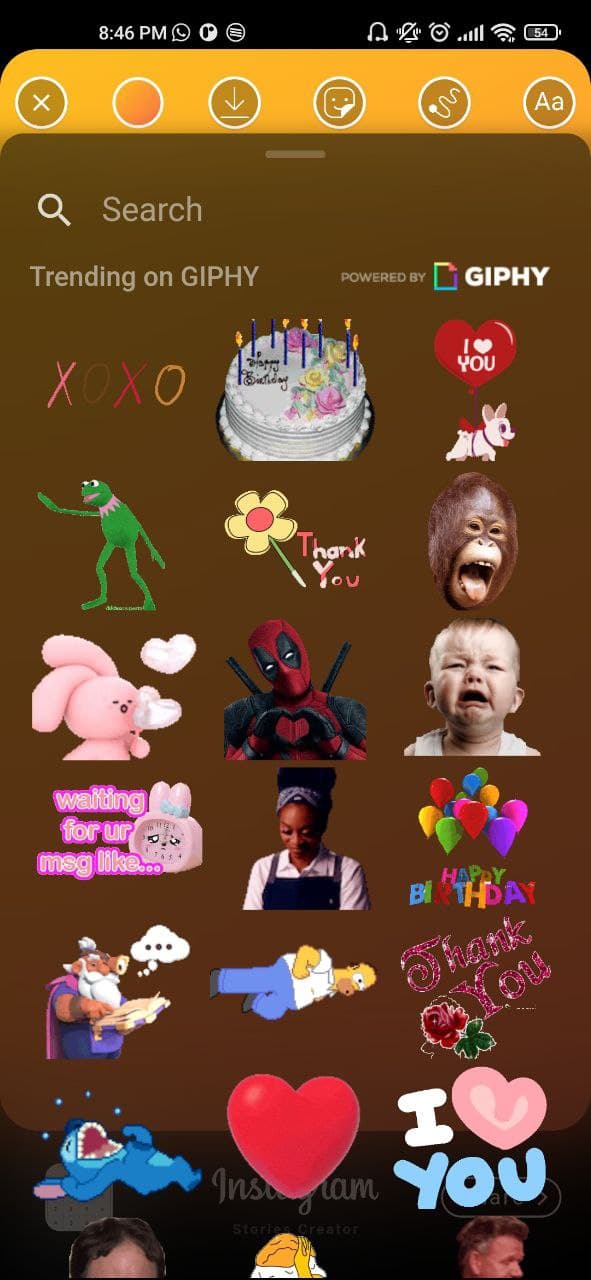 8:46 PM
54
Aa
Search
Trending on GIPHY
POWERED BY GIPHY
XOXO
Happy
Birthday
I
YOU
Thank
You
waiting
for ur
msg like...
HAPPY
BIRTHDAY
Thank
You
I
YOU
Instagram
Stories Creator